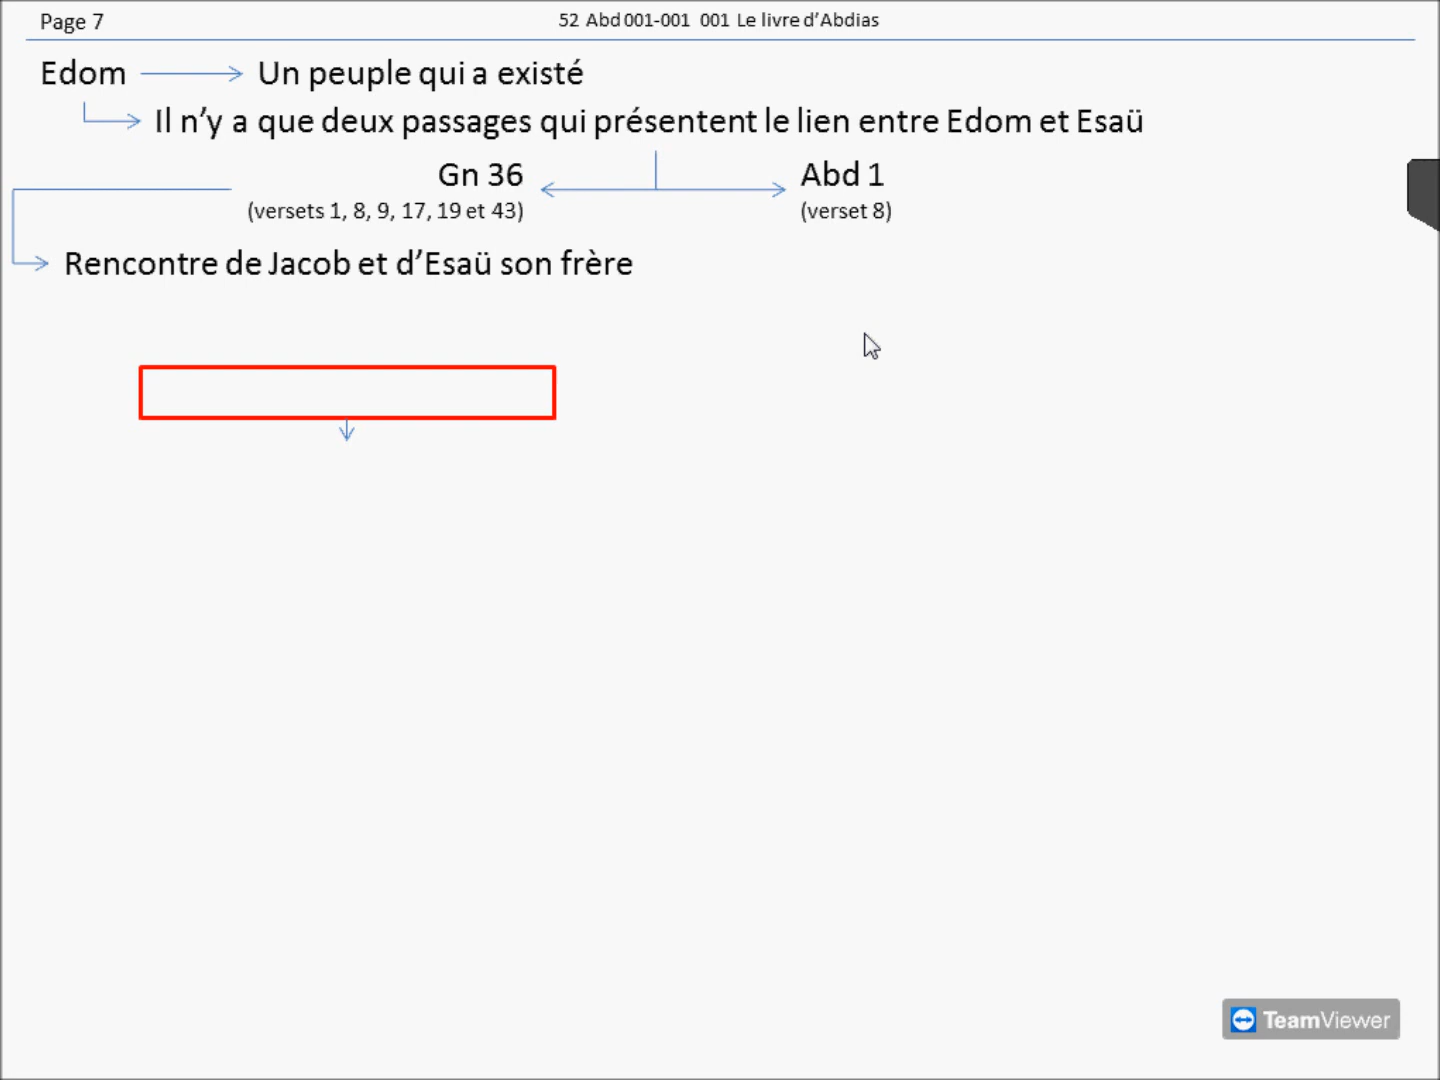 Page 7
52 Abd 001-001 001 Le livre d’Abdias
Edom Un peuple qui a existé
Il n’y a que deux passages qui présentent le lien entre Edom et Esaü
Gn 36 Abd 1
(versets 1, 8, 9, 17, 19 et 43) (verset 8)
Rencontre de Jacob et d’Esaü son frère
TeamViewer